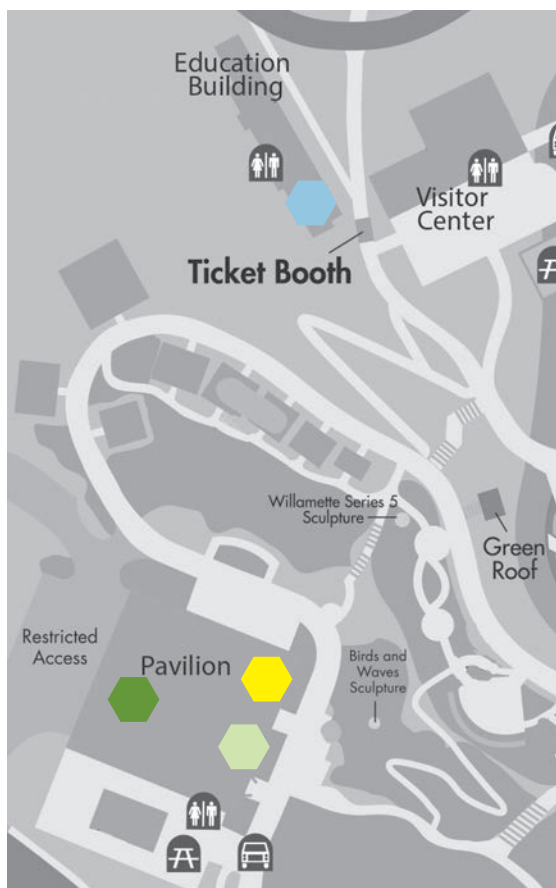 Education
Building
Visitor
Center
Ticket Booth
Willamette Series 5
Sculpture
Green
Roof
Restricted
Access
Pavilion
Birds and
Waves
Sculpture